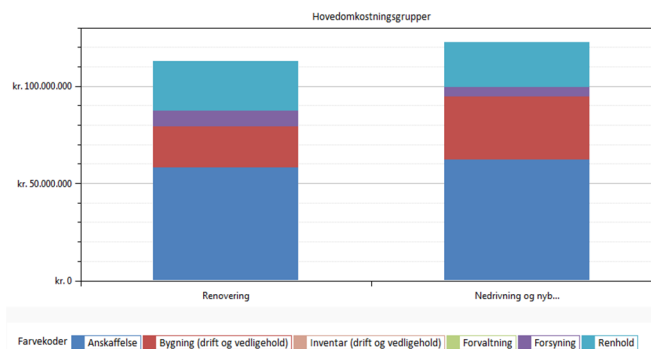 Hovedomkostningsgrupper
kr. 100.000.000
kr. 50.000.000
kr. 0
Renovering
Nedrivning og nyb...
Farvekoder Anskaffelse Bygning (drift og vedligehold) Inventar (drift og vedligehold) Forvaltning Forsyning Renhold